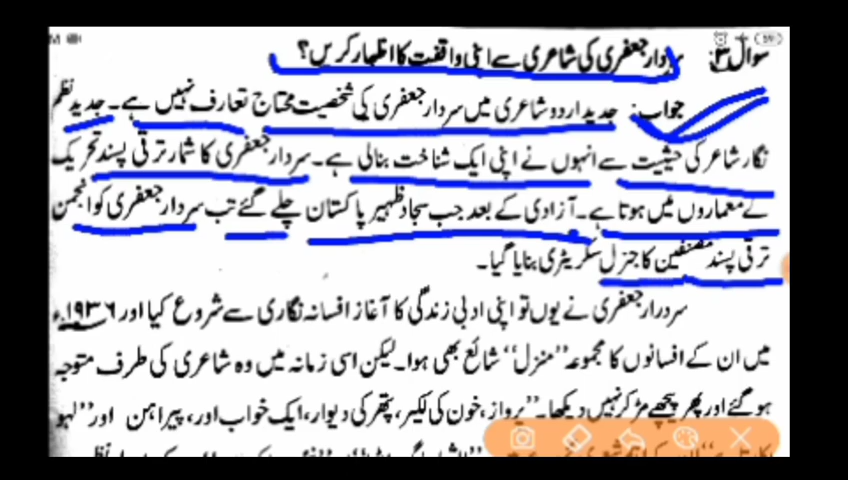 سوال ۳: سردار جعفری کی شاعری سے اپنی واقفت کا اظہار کریں؟
جواب: جدید اردو شاعری میں سردار جعفری کی شخصیت محتاج تعارف نہیں ہے۔ جدید نظم
نگار شاعر کی حیثیت سے انہوں نے اپنی ایک شناخت بنالی ہے۔ سردار جعفری کا شمار ترقی پسند تحریک
کے معماروں میں ہوتا ہے۔ آزادی کے بعد جب سجاد ظہیر پاکستان چلے گئے تب سردار جعفری کو انجمن
ترقی پسند مصنفین کا جنرل سکریٹری بنایا گیا۔
سردرار جعفری نے یوں تو اپنی ادبی زندگی کا آغاز افسانہ نگاری سے شروع کیا اور ۱۹۳۶ء
میں ان کے افسانوں کا مجموعہ ”منزل“ شائع بھی ہوا۔ لیکن اسی زمانہ میں وہ شاعری کی طرف متوجہ
ہوگئے اور پھر پیچھے مڑ کر نہیں دیکھا۔ ”پرواز، خون کی لکیر، پتھر کی دیوار، ایک خواب اور، پیراہن اور ”لہو